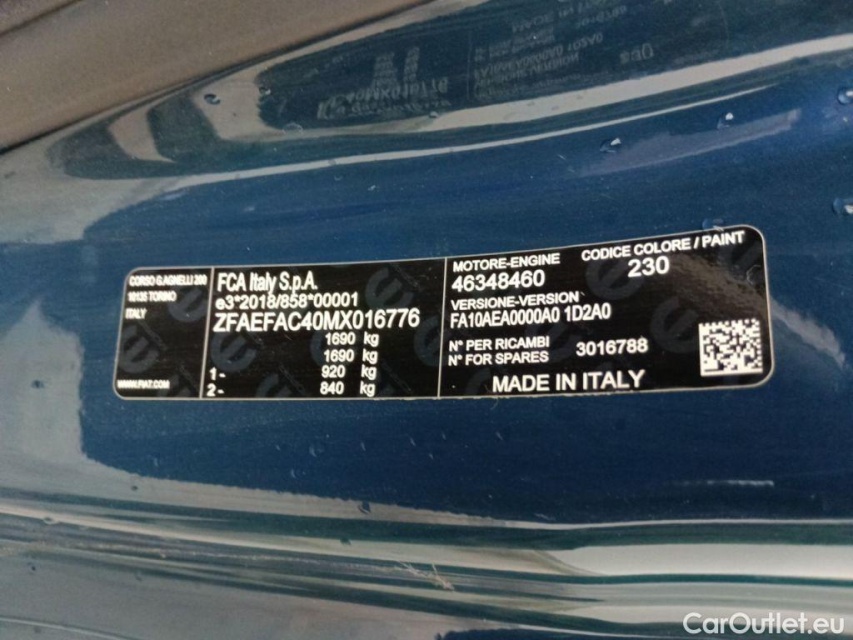 CORSO G.AGNELLI 200
10135 TORINO
ITALY
WWW.FIAT.COM
FCA Italy S.p.A.
e3*2018/858*00001
ZFAEFAC40MX016776
1690 kg
1690 kg
1- 920 kg
2- 840 kg
MOTORE-ENGINE
46348460
CODICE COLORE / PAINT
230
VERSIONE-VERSION
FA10AEA0000A0 1D2A0
N° PER RICAMBI
N° FOR SPARES 3016788
MADE IN ITALY
CarOutlet.eu